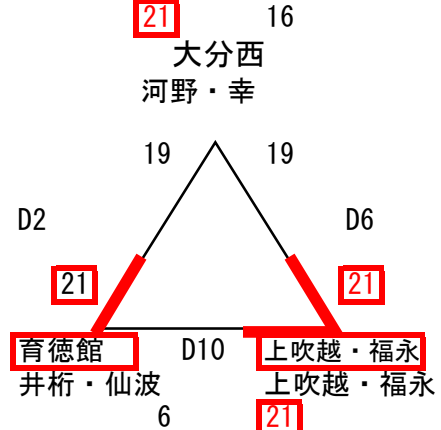 21 16
大分西
河野・幸
19 19
D2 D6
21 21
育徳館 D10 上吹越・福永
井桁・仙波 上吹越・福永
6 21